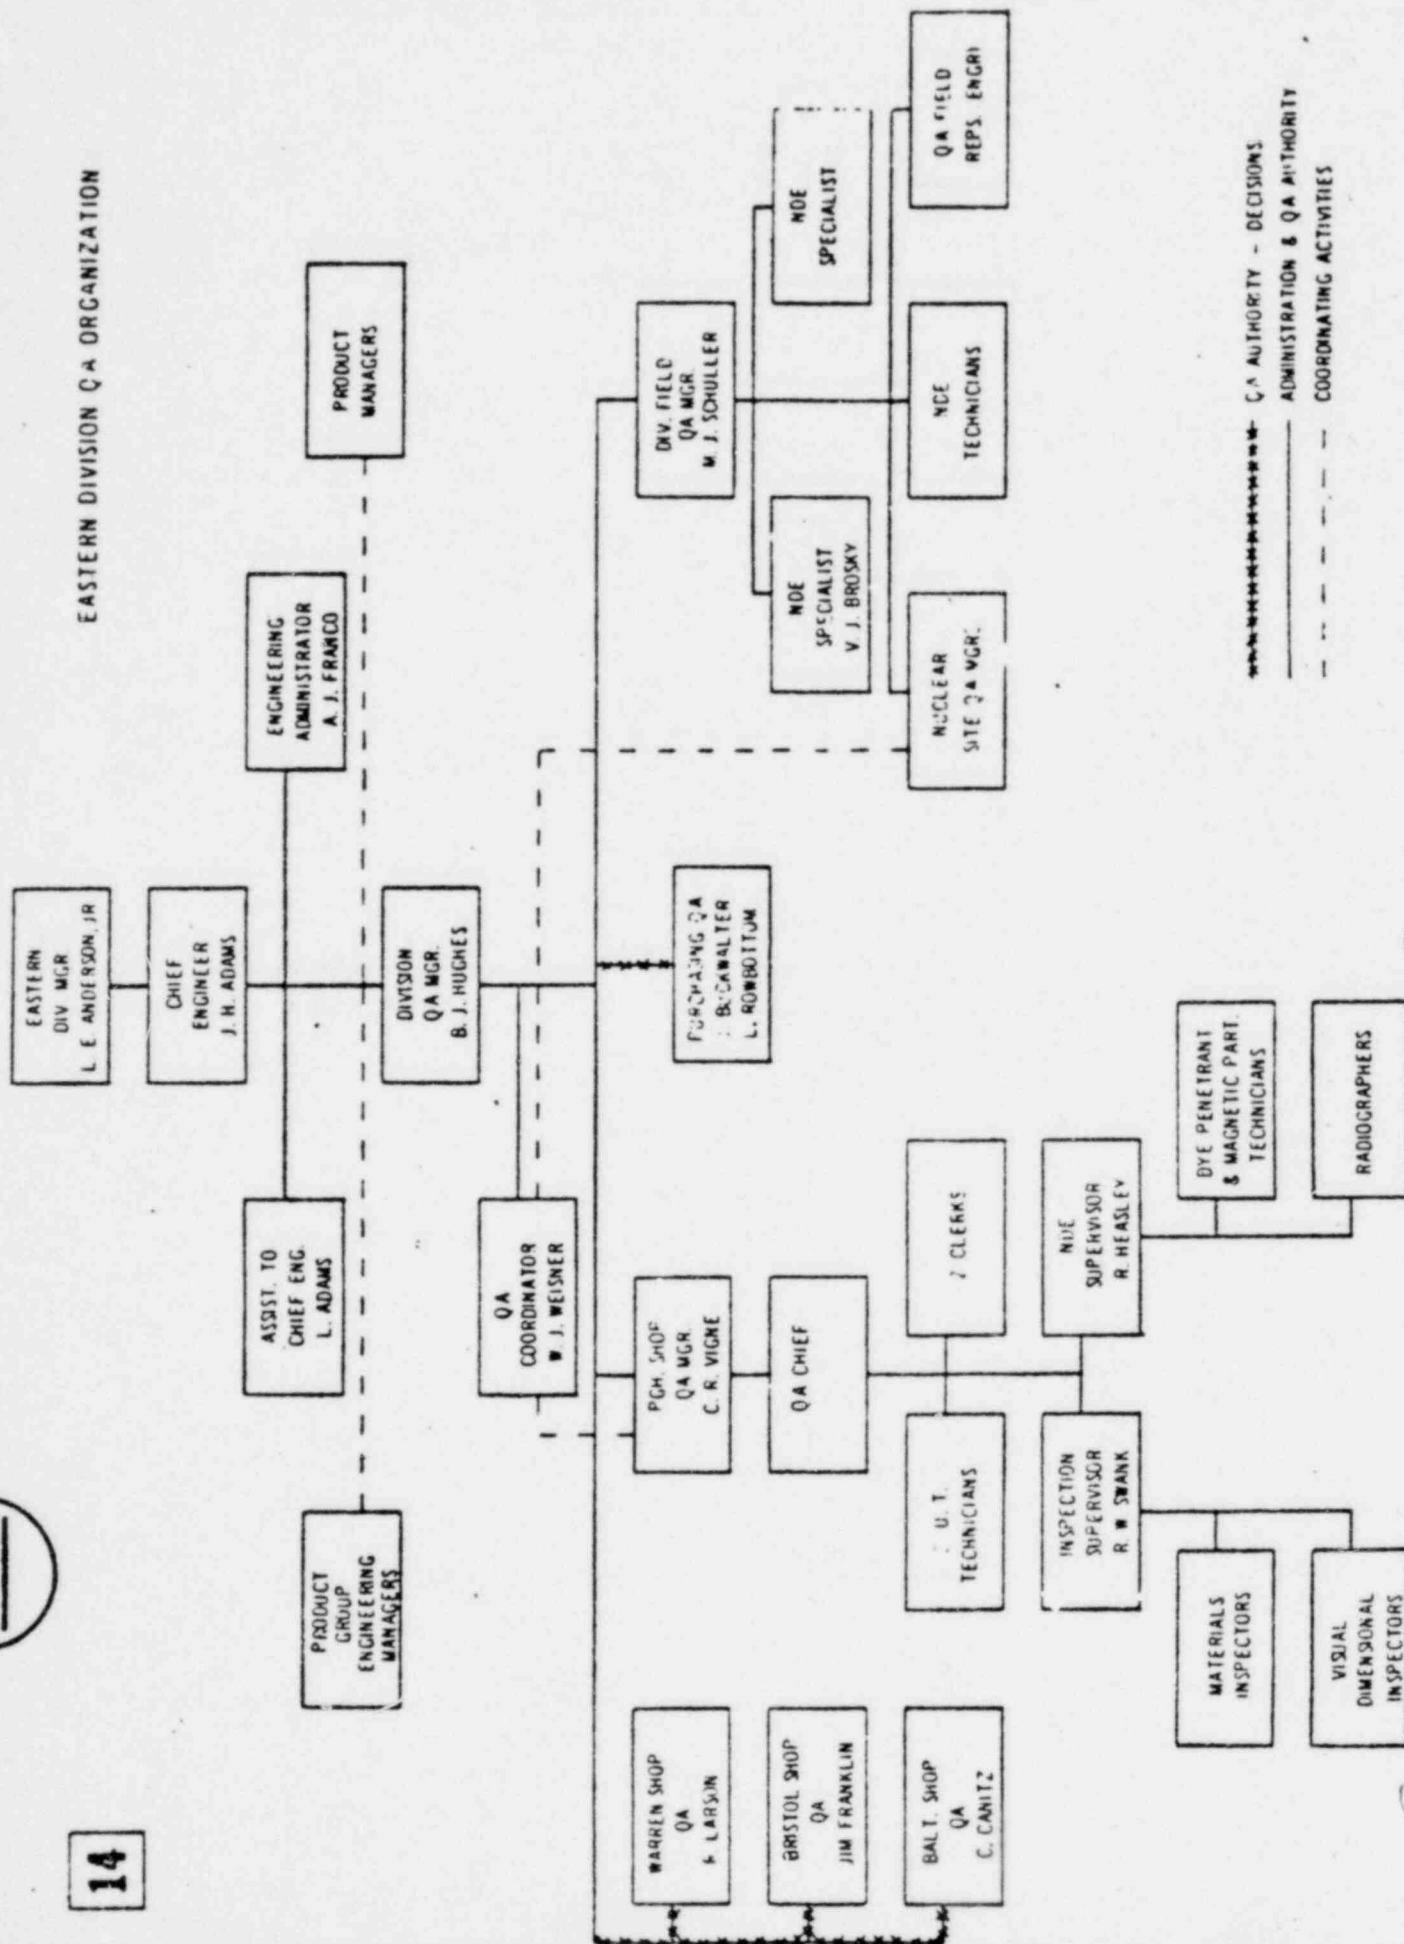 14
EASTERN DIVISION QA ORGANIZATION
EASTERN
DIV MGR
L. E. ANDERSON, JR
CHIEF
ENGINEER
J. H. ADAMS
ASSIST. TO
CHIEF ENG.
L. ADAMS
ENGINEERING
ADMINISTRATOR
A. J. FRANCO
PRODUCT
GROUP
ENGINEERING
MANAGERS
PRODUCT
MANAGERS
DIVISION
QA MGR.
B. J. HUGHES
QA
COORDINATOR
W. J. WEISNER
WARREN SHOP
QA
LARSON
PGH. SHOP
QA MGR.
C. R. VIGNE
PURCHASING QA
BUCKWALTER
L. ROWBOTTOM
DIV. FIELD
QA MGR.
M. J. SCHULLER
BRISTOL SHOP
QA
JIM FRANKLIN
QA CHIEF
NDE
SPECIALIST
V. J. BROSKY
NDE
SPECIALIST
BALT. SHOP
QA
C. CANITZ
U. T.
TECHNICIANS
CLERKS
NUCLEAR
SITE QA MGR.
NDE
TECHNICIANS
QA FIELD
REPS. ENGRI
INSPECTION
SUPERVISOR
R. W SWANK
NDE
SUPERVISOR
R. HEASLEY
MATERIALS
INSPECTORS
DYE PENETRANT
& MAGNETIC PART.
TECHNICIANS
VISUAL
DIMENSIONAL
INSPECTORS
RADIOGRAPHERS
QA AUTHORITY - DECISIONS
ADMINISTRATION & QA AUTHORITY
COORDINATING ACTIVITIES